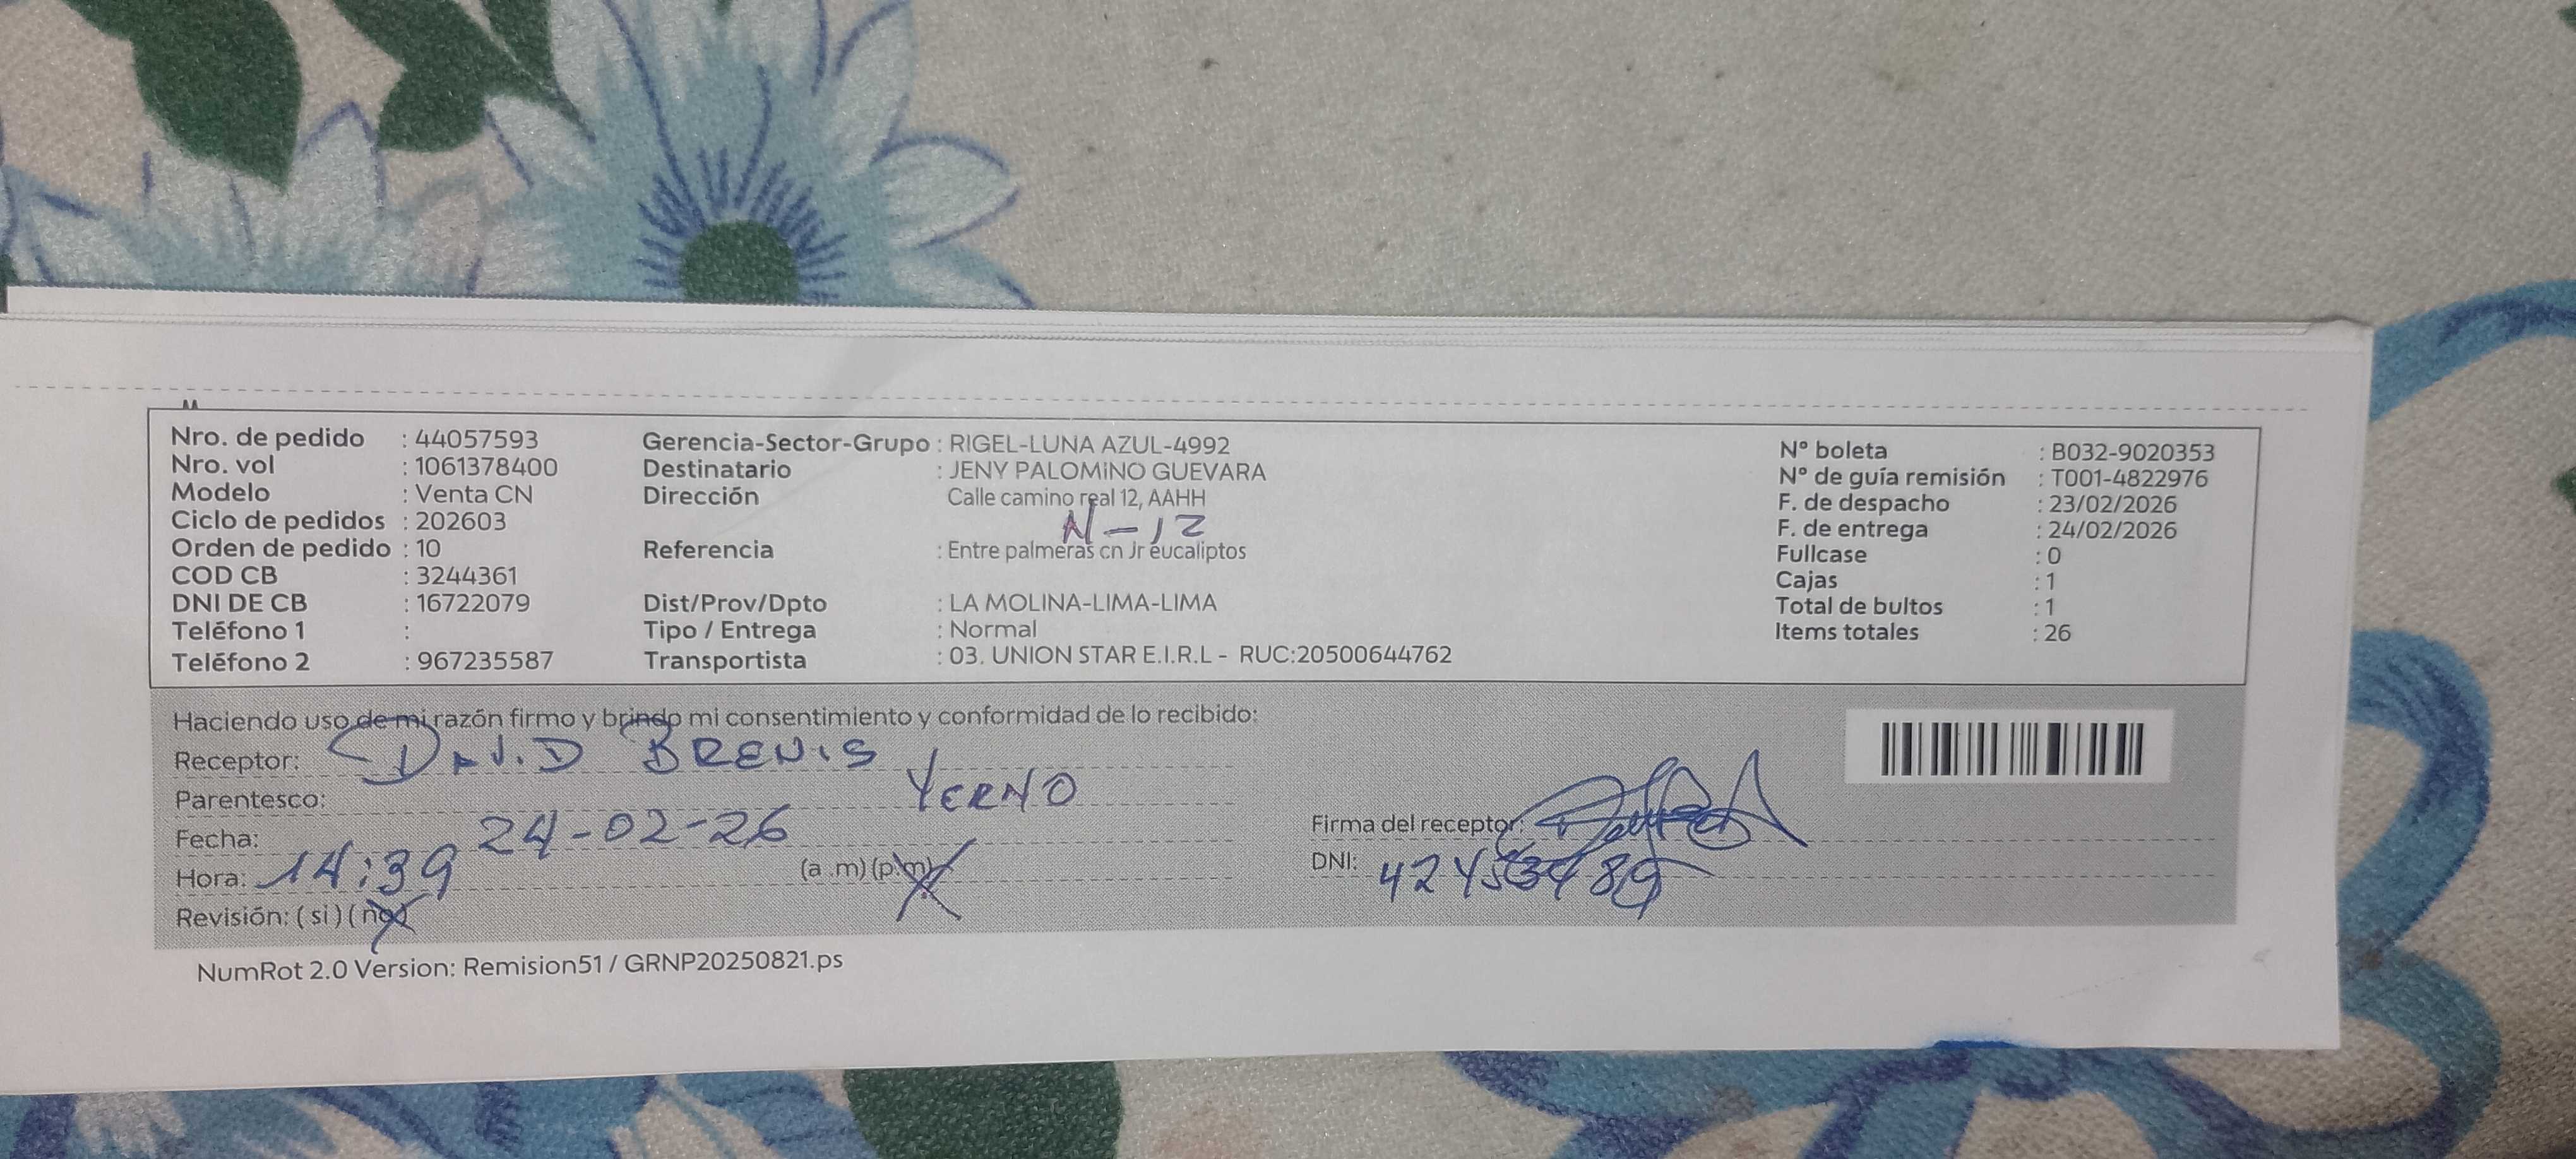 Nro. de pedido : 44057593
Nro. vol : 1061378400
Modelo : Venta CN
Ciclo de pedidos : 202603
Orden de pedido : 10
COD CB : 3244361
DNI DE CB : 16722079
Teléfono 1 :
Teléfono 2 : 967235587
Gerencia-Sector-Grupo : RIGEL-LUNA AZUL-4992
Destinatario : JENY PALOMINO GUEVARA
Dirección Calle camino real 12, AAHH
N-12
Referencia : Entre palmeras cn Jr eucaliptos
Dist/Prov/Dpto : LA MOLINA-LIMA-LIMA
Tipo / Entrega : Normal
Transportista : 03. UNION STAR E.I.R.L - RUC:20500644762
Nº boleta : B032-9020353
Nº de guía remisión : T001-4822976
F. de despacho : 23/02/2026
F. de entrega : 24/02/2026
Fullcase : 0
Cajas : 1
Total de bultos : 1
Items totales : 26
Haciendo uso de mi razón firmo y brindo mi consentimiento y conformidad de lo recibido:
Receptor: DAVID BRENIS
Parentesco: YERNO
Fecha: 24-02-26
Hora: 14:39 (a .m) (p.m)
Revisión: ( si ) ( no )
Firma del receptor:
DNI:
NumRot 2.0 Version: Remision51 / GRNP20250821.ps